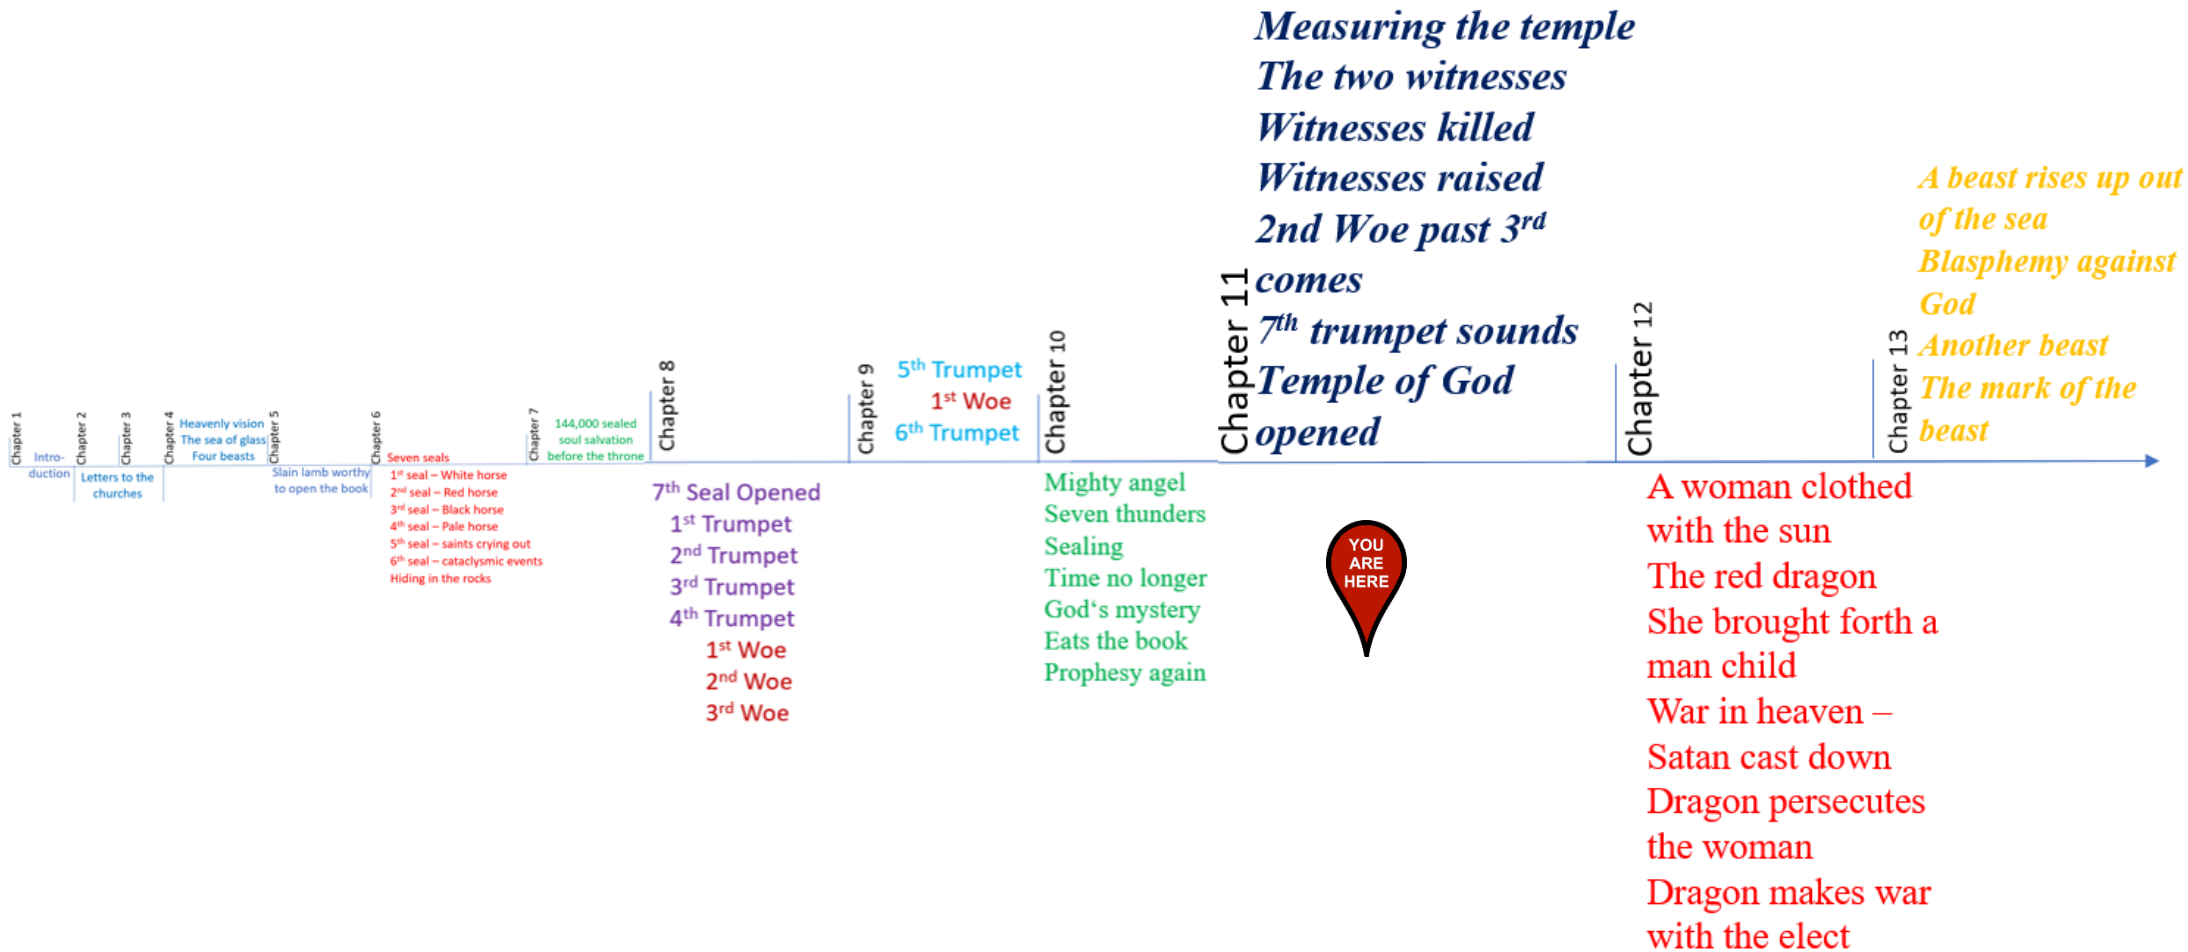 Chapter 1
Intro-
duction
Chapter 2
Letters to the
churches
Chapter 3
Chapter 4
Heavenly vision
The sea of glass
Four beasts
Chapter 5
Slain lamb worthy
to open the book
Chapter 6
Seven seals
1st seal – White horse
2nd seal – Red horse
3rd seal – Black horse
4th seal – Pale horse
5th seal – saints crying out
6th seal – cataclysmic events
Hiding in the rocks
Chapter 7
144,000 sealed
soul salvation
before the throne
Chapter 8
7th Seal Opened
1st Trumpet
2nd Trumpet
3rd Trumpet
4th Trumpet
1st Woe
2nd Woe
3rd Woe
Chapter 9
5th Trumpet
1st Woe
6th Trumpet
Chapter 10
Mighty angel
Seven thunders
Sealing
Time no longer
God‘s mystery
Eats the book
Prophesy again
Chapter 11
Measuring the temple
The two witnesses
Witnesses killed
Witnesses raised
2nd Woe past 3rd
comes
7th trumpet sounds
Temple of God
opened
YOU
ARE
HERE
Chapter 12
A woman clothed
with the sun
The red dragon
She brought forth a
man child
War in heaven –
Satan cast down
Dragon persecutes
the woman
Dragon makes war
with the elect
Chapter 13
A beast rises up out
of the sea
Blasphemy against
God
Another beast
The mark of the
beast